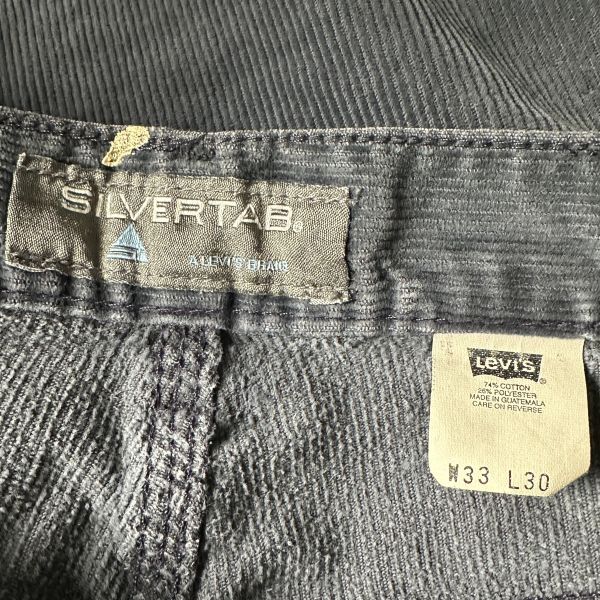 SILVERTAB®
A LEVI'S BRAND
Levi's®
74% COTTON
26% POLYESTER
MADE IN GUATEMALA
CARE ON REVERSE
W33 L30